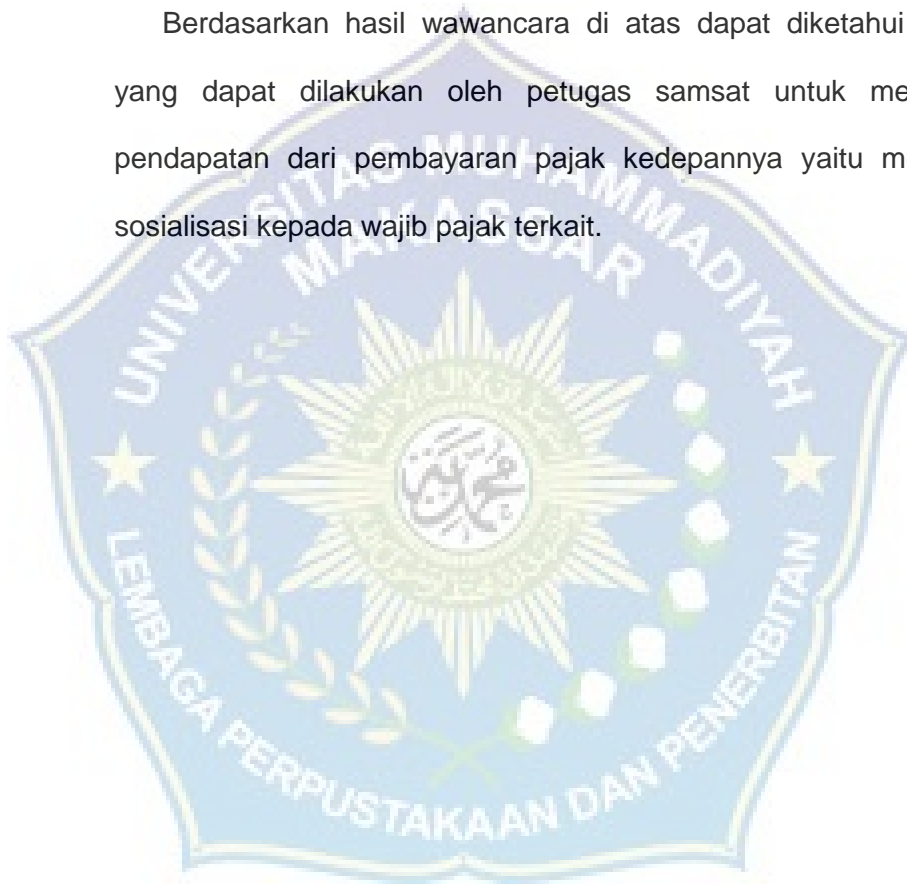 Berdasarkan hasil wawancara di atas dapat diketahui
yang dapat dilakukan oleh petugas samsat untuk me
pendapatan dari pembayaran pajak kedepannya yaitu m
sosialisasi kepada wajib pajak terkait.
UNIVERSITAS MUHAMMADIYAH
MAKASSAR
محمدية
LEMBAGA PERPUSTAKAAN DAN PENERBITAN